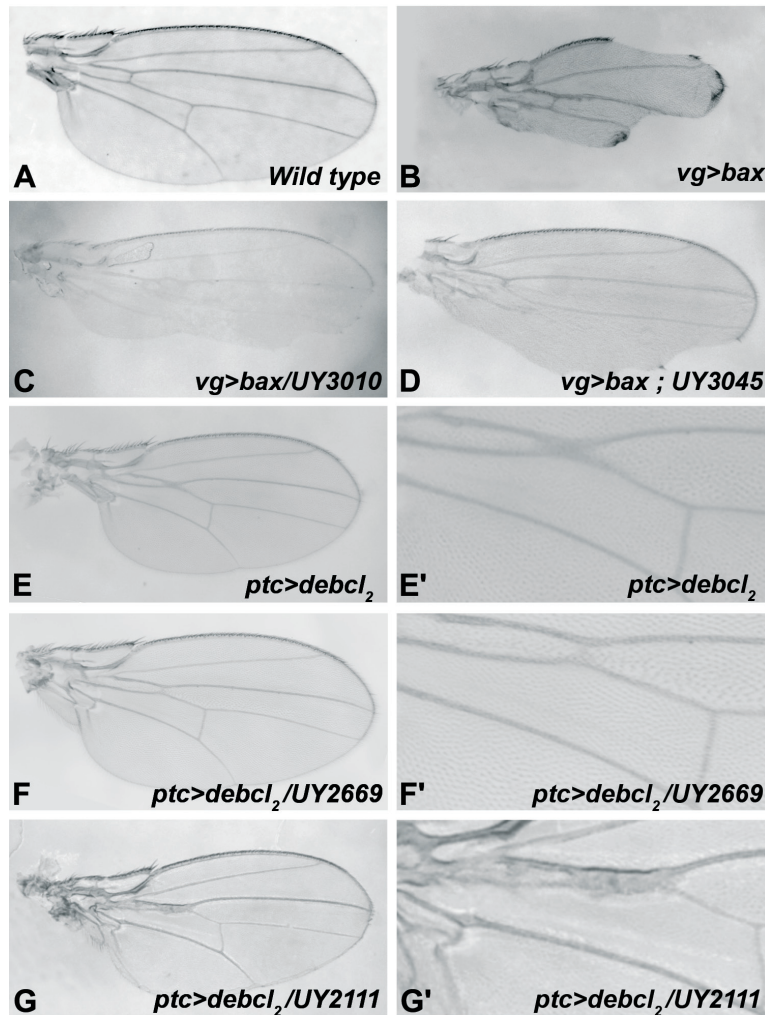 A Wild type
B vg>bax
C vg>bax/UY3010
D vg>bax ; UY3045
E ptc>debcl2
E' ptc>debcl2
F ptc>debcl2/UY2669
F' ptc>debcl2/UY2669
G ptc>debcl2/UY2111
G' ptc>debcl2/UY2111